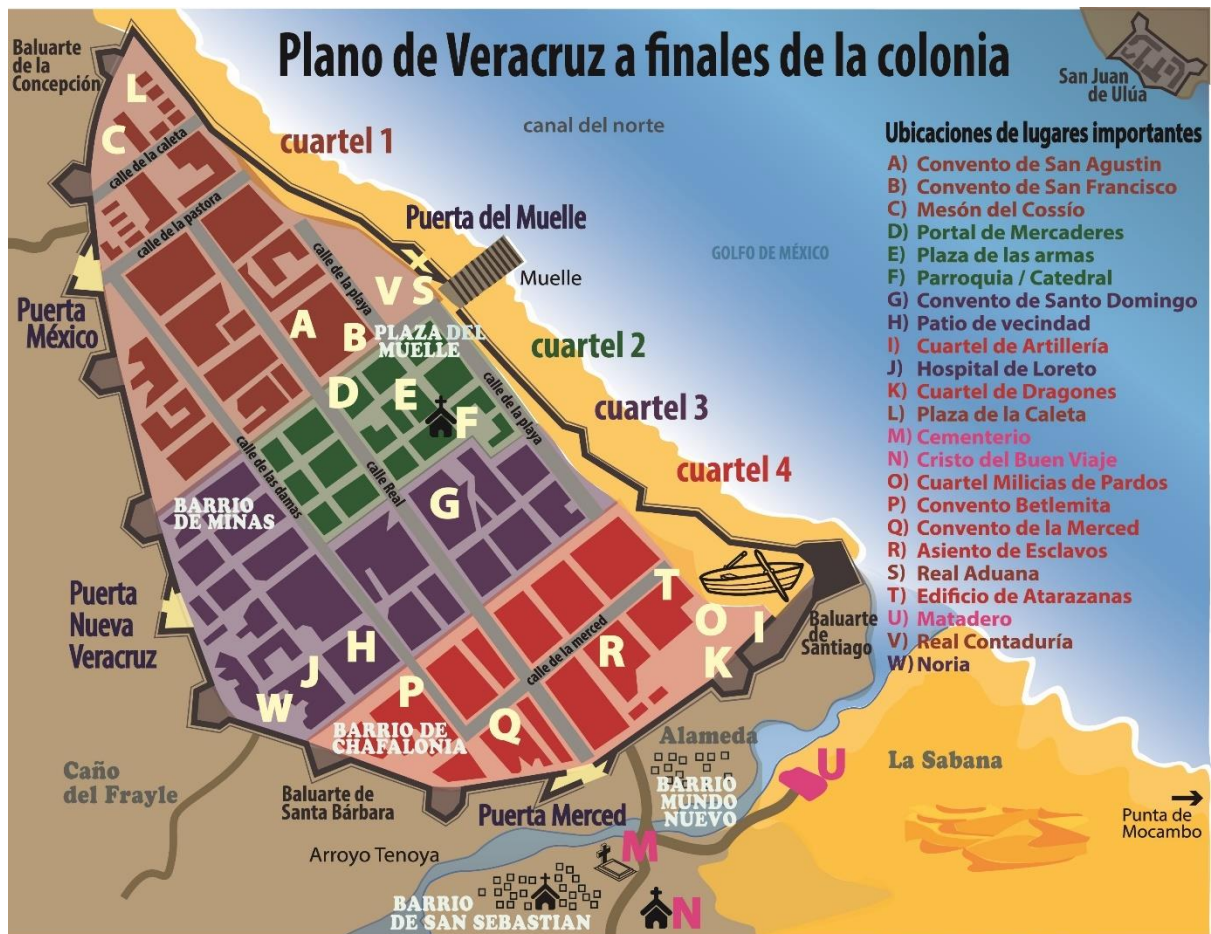 Plano de Veracruz a finales de la colonia
Baluarte
de la
Concepción
San Juan
de Ulúa
canal del norte
cuartel 1
Puerta del Muelle
Muelle
GOLFO DE MÉXICO
cuartel 2
cuartel 3
cuartel 4
Ubicaciones de lugares importantes
A) Convento de San Agustin
B) Convento de San Francisco
C) Mesón del Cossío
D) Portal de Mercaderes
E) Plaza de las armas
F) Parroquia / Catedral
G) Convento de Santo Domingo
H) Patio de vecindad
I) Cuartel de Artillería
J) Hospital de Loreto
K) Cuartel de Dragones
L) Plaza de la Caleta
M) Cementerio
N) Cristo del Buen Viaje
O) Cuartel Milicias de Pardos
P) Convento Betlemita
Q) Convento de la Merced
R) Asiento de Esclavos
S) Real Aduana
T) Edificio de Atarazanas
U) Matadero
V) Real Contaduría
W) Noria
L
C
calle de la caleta
calle de la pastora
calle de la playa
Puerta
México
V
S
A
B
PLAZA DEL
MUELLE
D
E
F
calle de la playa
calle de las damas
calle Real
G
BARRIO
DE MINAS
Puerta
Nueva
Veracruz
T
O
I
K
Baluarte
de
Santiago
calle de la merced
R
H
J
P
W
Q
BARRIO DE
CHAFALONIA
Caño
del Frayle
Baluarte de
Santa Bárbara
Puerta Merced
Alameda
BARRIO
MUNDO
NUEVO
U
La Sabana
Punta de
Mocambo
Arroyo Tenoya
M
BARRIO
DE SAN SEBASTIAN
N